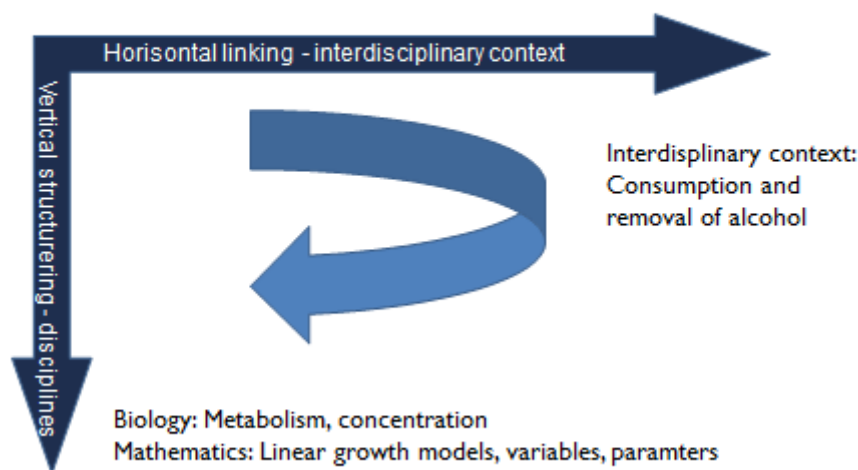 Horisontal linking - interdisciplinary context
Vertical structurering - disciplines
Interdisplinary context:
Consumption and
removal of alcohol
Biology: Metabolism, concentration
Mathematics: Linear growth models, variables, paramters